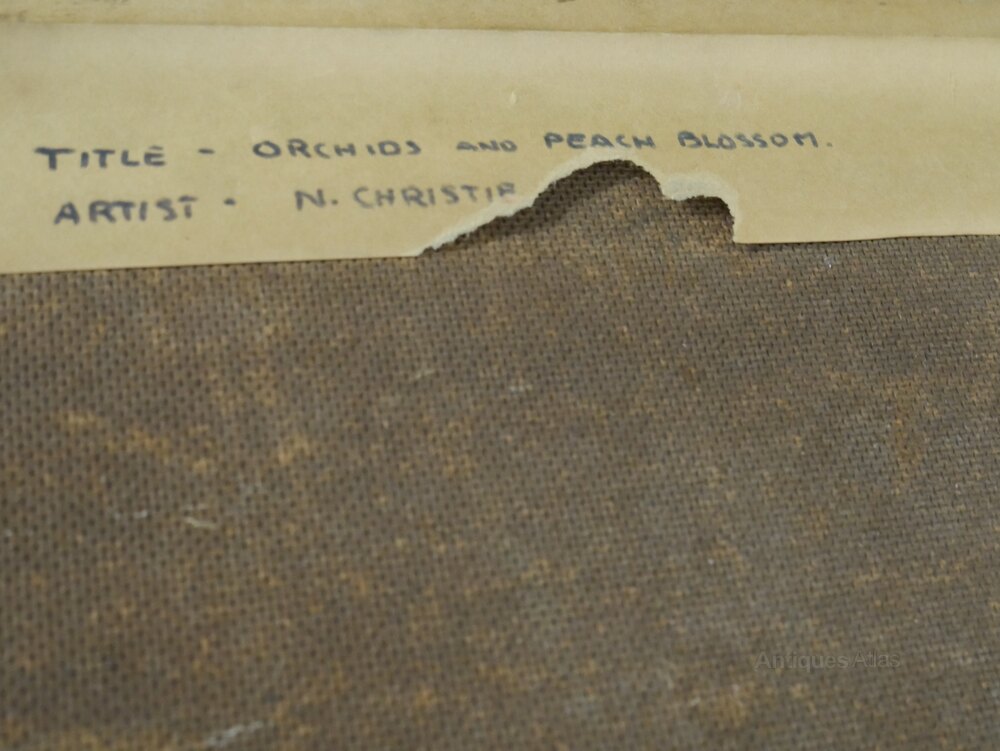 TITLE - ORCHIDS AND PEACH BLOSSOM.
ARTIST - N. CHRISTIE
Antiques Atlas